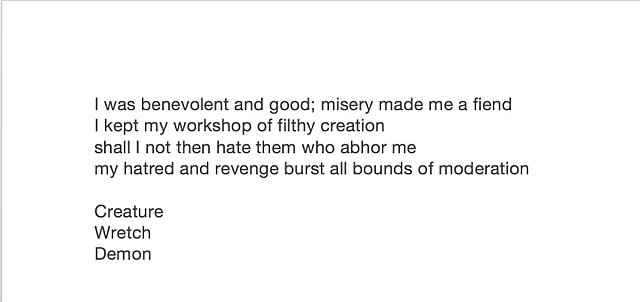 I was benevolent and good; misery made me a fiend
I kept my workshop of filthy creation
shall I not then hate them who abhor me
my hatred and revenge burst all bounds of moderation
Creature
Wretch
Demon